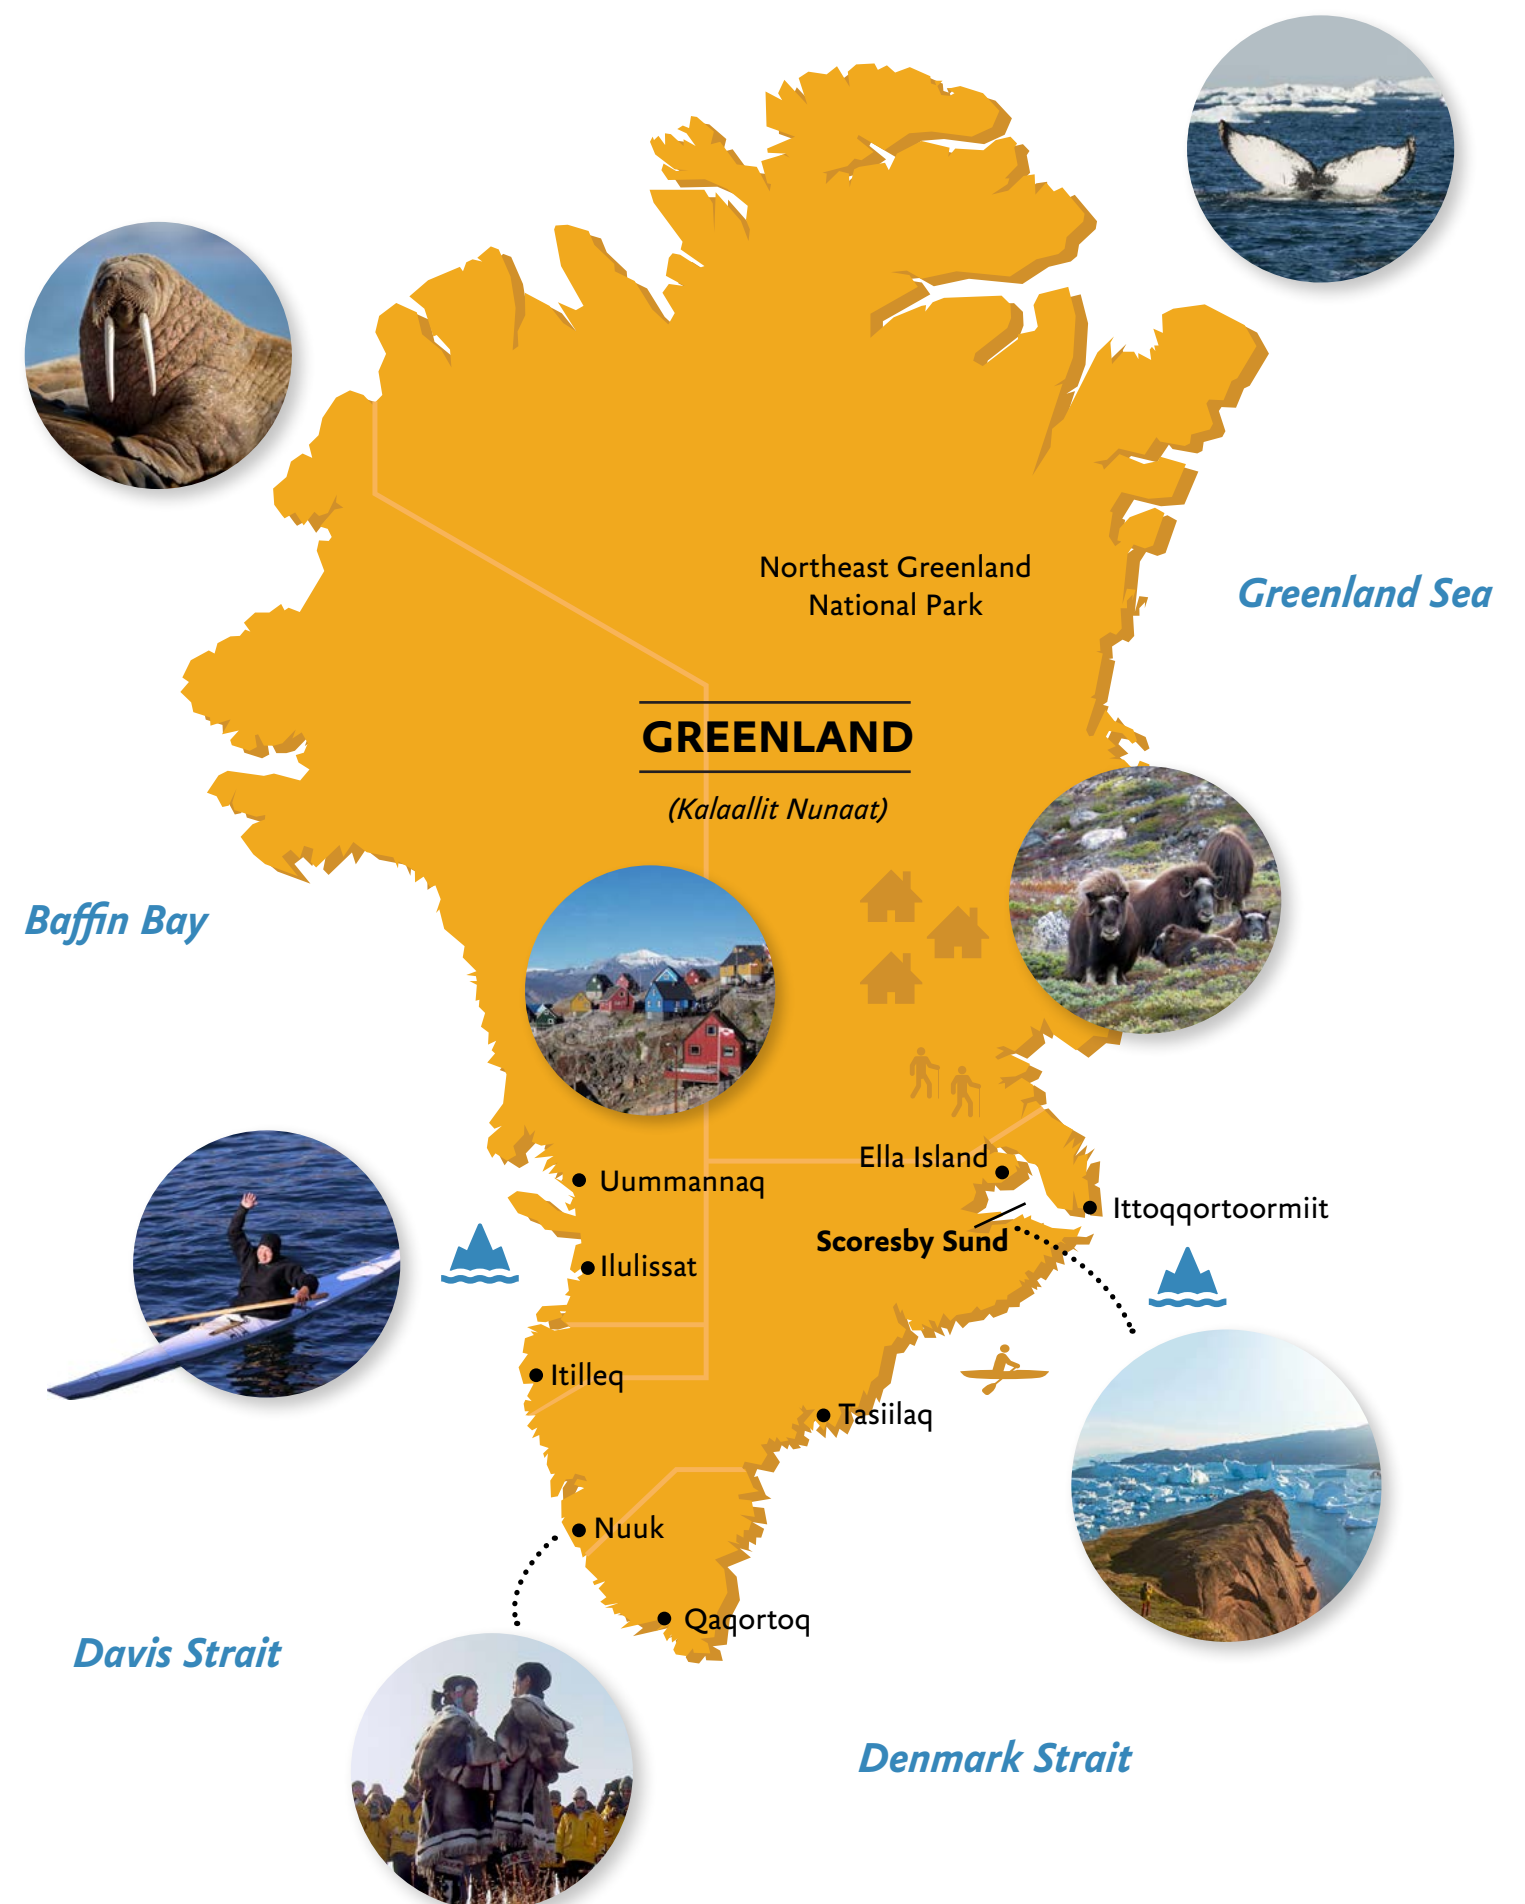 Northeast Greenland
National Park
Greenland Sea
GREENLAND
(Kalaallit Nunaat)
Baffin Bay
Ella Island
Uummannaq
Ittoqqortoormiit
Scoresby Sund
Ilulissat
Itilleq
Tasiilaq
Nuuk
Qaqortoq
Davis Strait
Denmark Strait